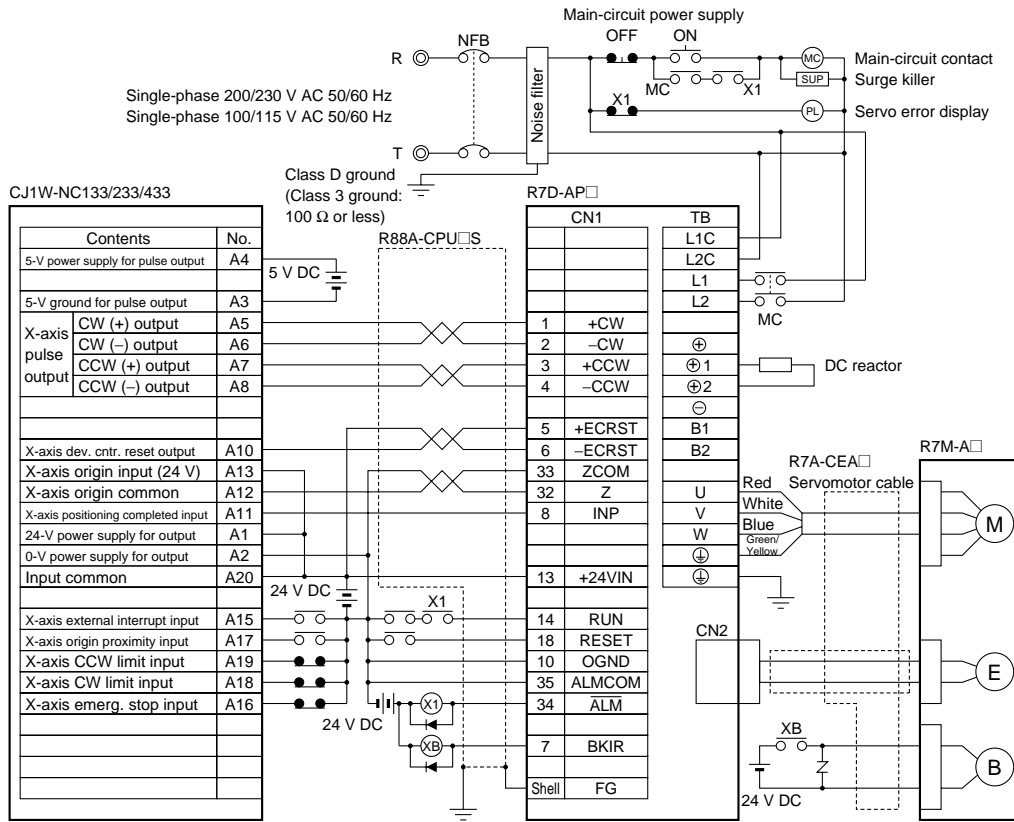 Main-circuit power supply
OFF ON
R NFB
MC Main-circuit contact
SUP Surge killer
MC X1
X1
PL Servo error display
Noise filter
Single-phase 200/230 V AC 50/60 Hz
Single-phase 100/115 V AC 50/60 Hz
T
Class D ground
(Class 3 ground:
100 Ω or less)
CJ1W-NC133/233/433
R7D-AP□
R88A-CPU□S
Contents No.
5-V power supply for pulse output A4
5 V DC
5-V ground for pulse output A3
X-axis pulse output
CW (+) output A5
CW (−) output A6
CCW (+) output A7
CCW (−) output A8
X-axis dev. cntr. reset output A10
X-axis origin input (24 V) A13
X-axis origin common A12
X-axis positioning completed input A11
24-V power supply for output A1
0-V power supply for output A2
Input common A20
24 V DC
X-axis external interrupt input A15
X-axis origin proximity input A17
X-axis CCW limit input A19
X-axis CW limit input A18
X-axis emerg. stop input A16
X1
24 V DC
X1
XB
CN1
1 +CW
2 −CW
3 +CCW
4 −CCW
5 +ECRST
6 −ECRST
33 ZCOM
32 Z
8 INP
13 +24VIN
14 RUN
18 RESET
10 OGND
35 ALMCOM
34 ALM
7 BKIR
Shell FG
TB
L1C
L2C
L1
L2
MC
⊕
⊕1
⊕2
DC reactor
⊖
B1
B2
U
V
W
CN2
Red
White
Blue
Green/
Yellow
R7A-CEA□
Servomotor cable
R7M-A□
M
E
B
XB
24 V DC